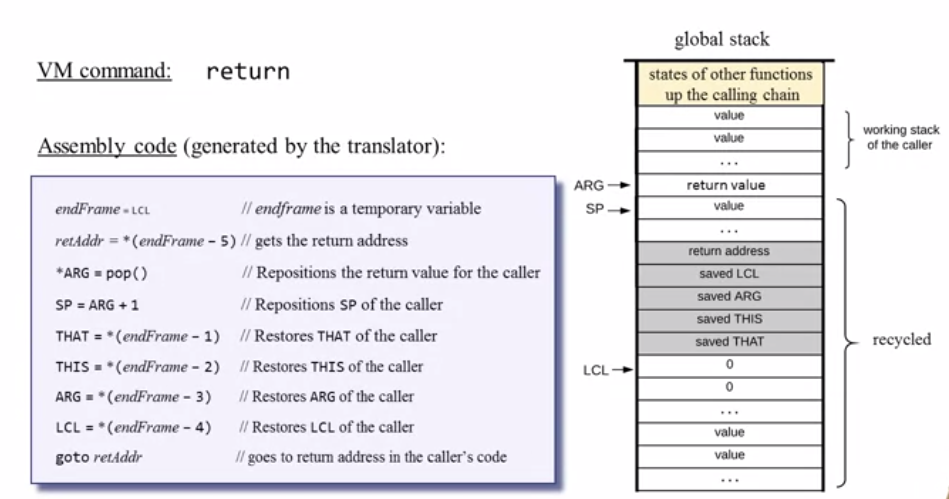 VM command: return
Assembly code (generated by the translator):
endFrame = LCL // endframe is a temporary variable
retAddr = *(endFrame – 5) // gets the return address
*ARG = pop() // Repositions the return value for the caller
SP = ARG + 1 // Repositions SP of the caller
THAT = *(endFrame – 1) // Restores THAT of the caller
THIS = *(endFrame – 2) // Restores THIS of the caller
ARG = *(endFrame – 3) // Restores ARG of the caller
LCL = *(endFrame – 4) // Restores LCL of the caller
goto retAddr // goes to return address in the caller's code
global stack
states of other functions
up the calling chain
value
value
...
working stack
of the caller
ARG
return value
SP
value
...
return address
saved LCL
saved ARG
saved THIS
saved THAT
LCL
0
0
...
value
value
...
recycled